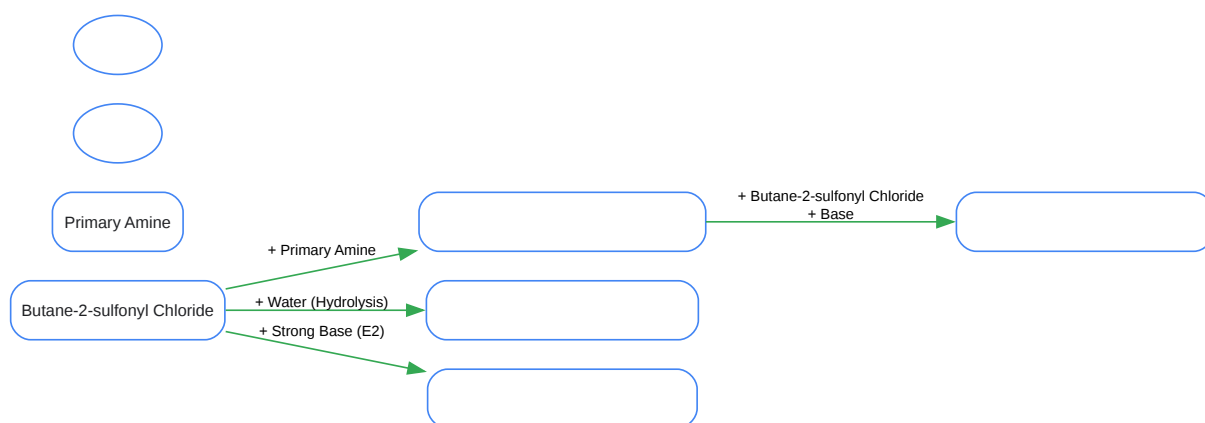 + Butane-2-sulfonyl Chloride
+ Base
Primary Amine
+ Primary Amine
+ Water (Hydrolysis)
Butane-2-sulfonyl Chloride
+ Strong Base (E2)